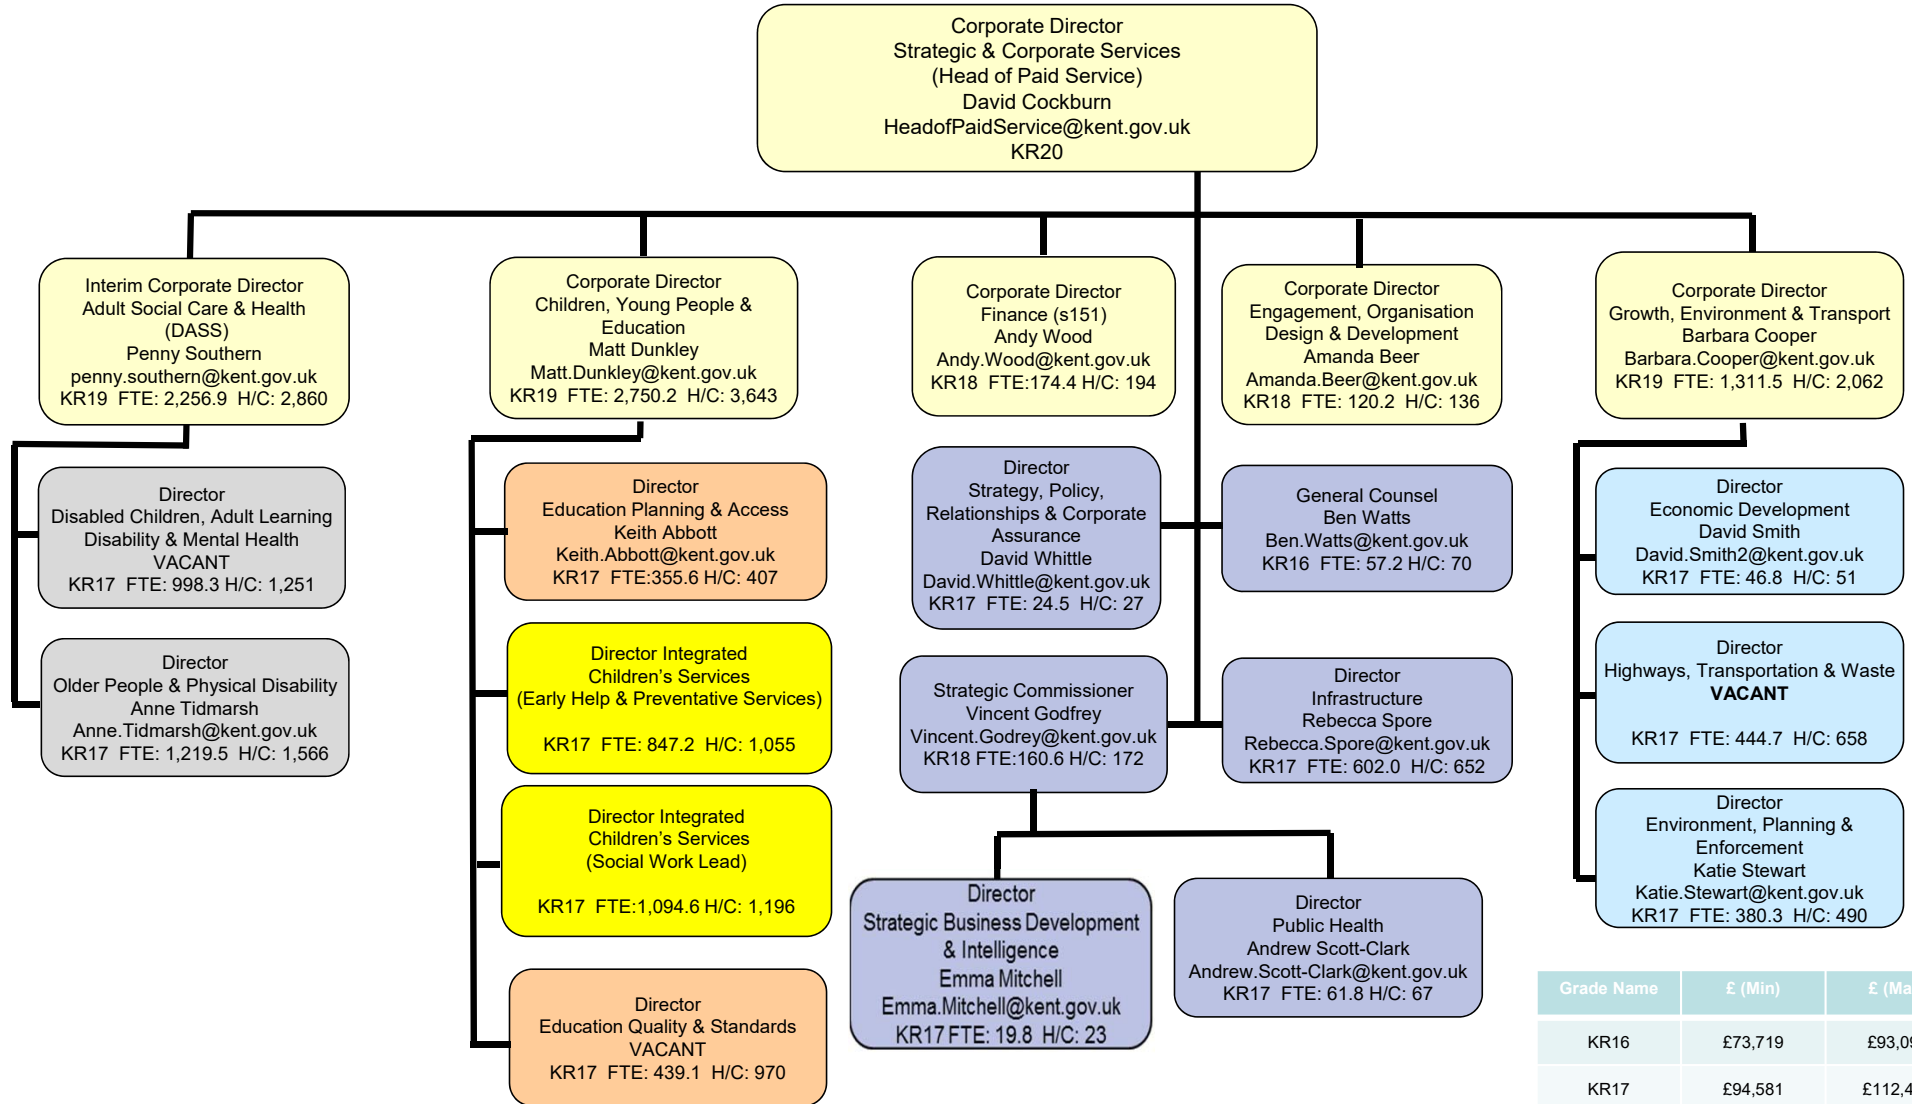 Corporate Director
Strategic & Corporate Services
(Head of Paid Service)
David Cockburn
HeadofPaidService@kent.gov.uk
KR20
Interim Corporate Director
Adult Social Care & Health
(DASS)
Penny Southern
penny.southern@kent.gov.uk
KR19 FTE: 2,256.9 H/C: 2,860
Corporate Director
Children, Young People &
Education
Matt Dunkley
Matt.Dunkley@kent.gov.uk
KR19 FTE: 2,750.2 H/C: 3,643
Corporate Director
Finance (s151)
Andy Wood
Andy.Wood@kent.gov.uk
KR18 FTE:174.4 H/C: 194
Corporate Director
Engagement, Organisation
Design & Development
Amanda Beer
Amanda.Beer@kent.gov.uk
KR18 FTE: 120.2 H/C: 136
Corporate Director
Growth, Environment & Transport
Barbara Cooper
Barbara.Cooper@kent.gov.uk
KR19 FTE: 1,311.5 H/C: 2,062
Director
Disabled Children, Adult Learning
Disability & Mental Health
VACANT
KR17 FTE: 998.3 H/C: 1,251
Director
Older People & Physical Disability
Anne Tidmarsh
Anne.Tidmarsh@kent.gov.uk
KR17 FTE: 1,219.5 H/C: 1,566
Director
Education Planning & Access
Keith Abbott
Keith.Abbott@kent.gov.uk
KR17 FTE:355.6 H/C: 407
Director Integrated
Children's Services
(Early Help & Preventative Services)
KR17 FTE: 847.2 H/C: 1,055
Director Integrated
Children's Services
(Social Work Lead)
KR17 FTE:1,094.6 H/C: 1,196
Director
Education Quality & Standards
VACANT
KR17 FTE: 439.1 H/C: 970
Director
Strategy, Policy,
Relationships & Corporate
Assurance
David Whittle
David.Whittle@kent.gov.uk
KR17 FTE: 24.5 H/C: 27
General Counsel
Ben Watts
Ben.Watts@kent.gov.uk
KR16 FTE: 57.2 H/C: 70
Strategic Commissioner
Vincent Godfrey
Vincent.Godrey@kent.gov.uk
KR18 FTE:160.6 H/C: 172
Director
Infrastructure
Rebecca Spore
Rebecca.Spore@kent.gov.uk
KR17 FTE: 602.0 H/C: 652
Director
Strategic Business Development
& Intelligence
Emma Mitchell
Emma.Mitchell@kent.gov.uk
KR17 FTE: 19.8 H/C: 23
Director
Public Health
Andrew Scott-Clark
Andrew.Scott-Clark@kent.gov.uk
KR17 FTE: 61.8 H/C: 67
Director
Economic Development
David Smith
David.Smith2@kent.gov.uk
KR17 FTE: 46.8 H/C: 51
Director
Highways, Transportation & Waste
VACANT
KR17 FTE: 444.7 H/C: 658
Director
Environment, Planning &
Enforcement
Katie Stewart
Katie.Stewart@kent.gov.uk
KR17 FTE: 380.3 H/C: 490
Grade Name £ (Min) £ (Ma
KR16 £73,719 £93,09
KR17 £94,581 £112,4